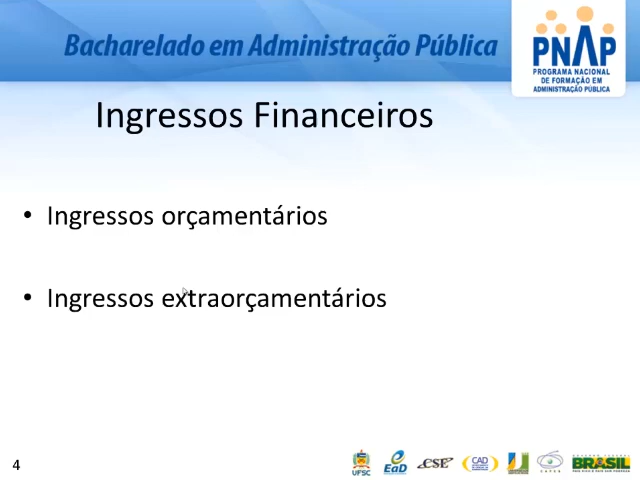 Bacharelado em Administração Pública
PNAP
PROGRAMA NACIONAL
DE FORMAÇÃO EM
ADMINISTRAÇÃO PÚBLICA
Ingressos Financeiros
• Ingressos orçamentários
• Ingressos extraorçamentários
4
UFSC
EaD
CSE
CAD
CAPES
BRASIL